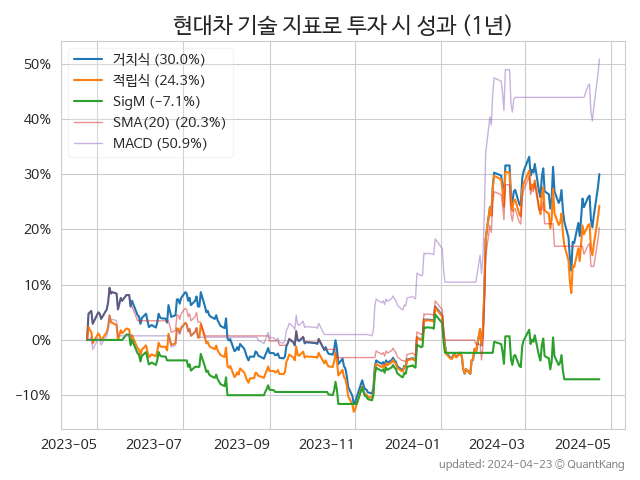 현대차 기술 지표로 투자 시 성과 (1년)
거치식 (30.0%)
적립식 (24.3%)
SigM (−7.1%)
SMA(20) (20.3%)
MACD (50.9%)
50%
40%
30%
20%
10%
0%
−10%
2023-05 2023-07 2023-09 2023-11 2024-01 2024-03 2024-05
updated: 2024-04-23 © QuantKang